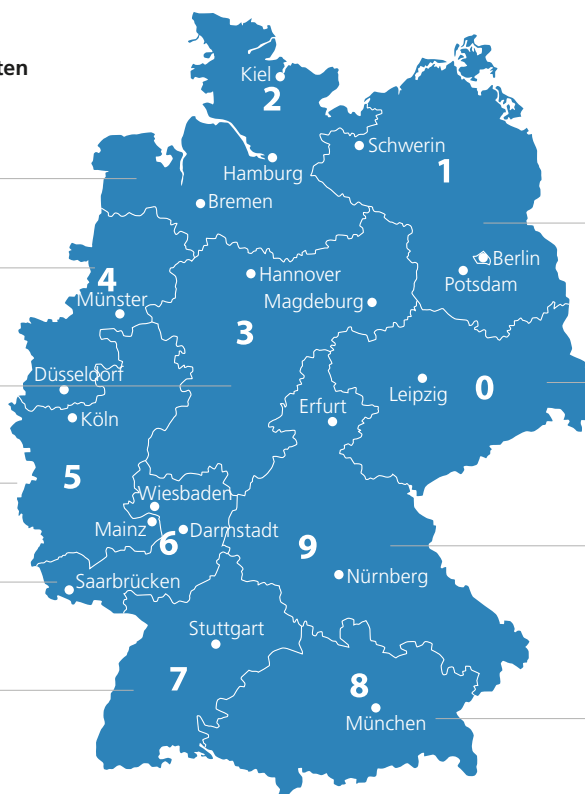 ten
Kiel
2
Schwerin
1
Hamburg
Bremen
Berlin
Potsdam
4
Hannover
Münster
Magdeburg
3
Düsseldorf
Leipzig
0
Erfurt
Köln
5
Wiesbaden
Mainz
Darmstadt
6
9
Saarbrücken
Nürnberg
Stuttgart
7
8
München